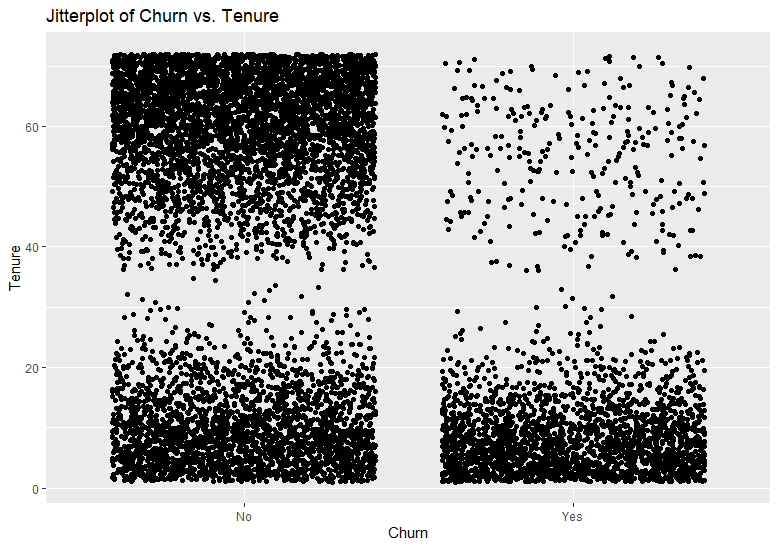 Jitterplot of Churn vs. Tenure
Tenure
60
40
20
0
No
Yes
Churn